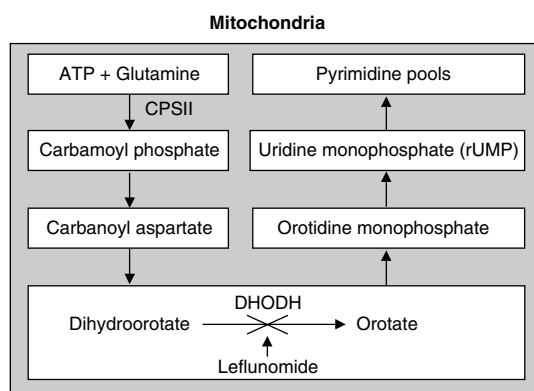 Mitochondria
ATP + Glutamine
CPSII
Carbamoyl phosphate
Carbanoyl aspartate
Dihydroorotate
DHODH
Leflunomide
Orotate
Orotidine monophosphate
Uridine monophosphate (rUMP)
Pyrimidine pools